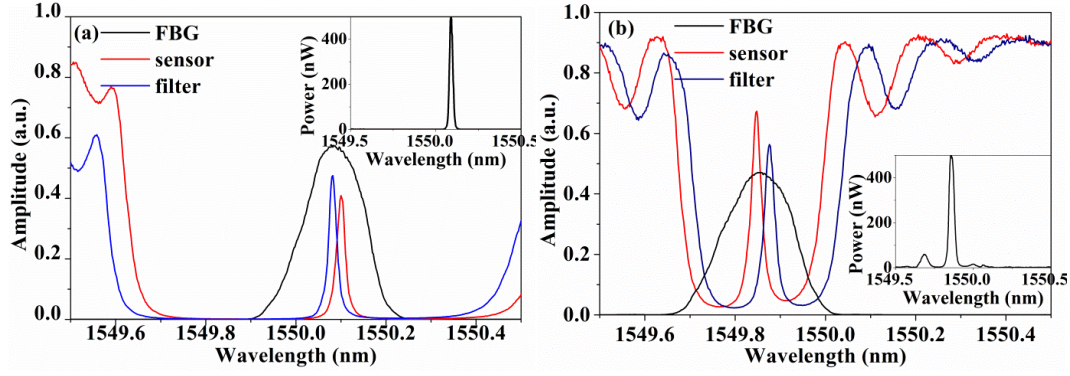 (a)
FBG
sensor
filter
Amplitude (a.u.)
1.0
0.8
0.6
0.4
0.2
0.0
1549.6
1549.8
1550.0
1550.2
1550.4
Wavelength (nm)
Power (nW)
400
200
0
1549.5
1550.0
1550.5
Wavelength (nm)
(b)
FBG
sensor
filter
Amplitude (a.u.)
1.0
0.8
0.6
0.4
0.2
0.0
1549.6
1549.8
1550.0
1550.2
1550.4
Wavelength (nm)
Power (nW)
400
200
0
1549.5
1550.0
1550.5
Wavelength (nm)